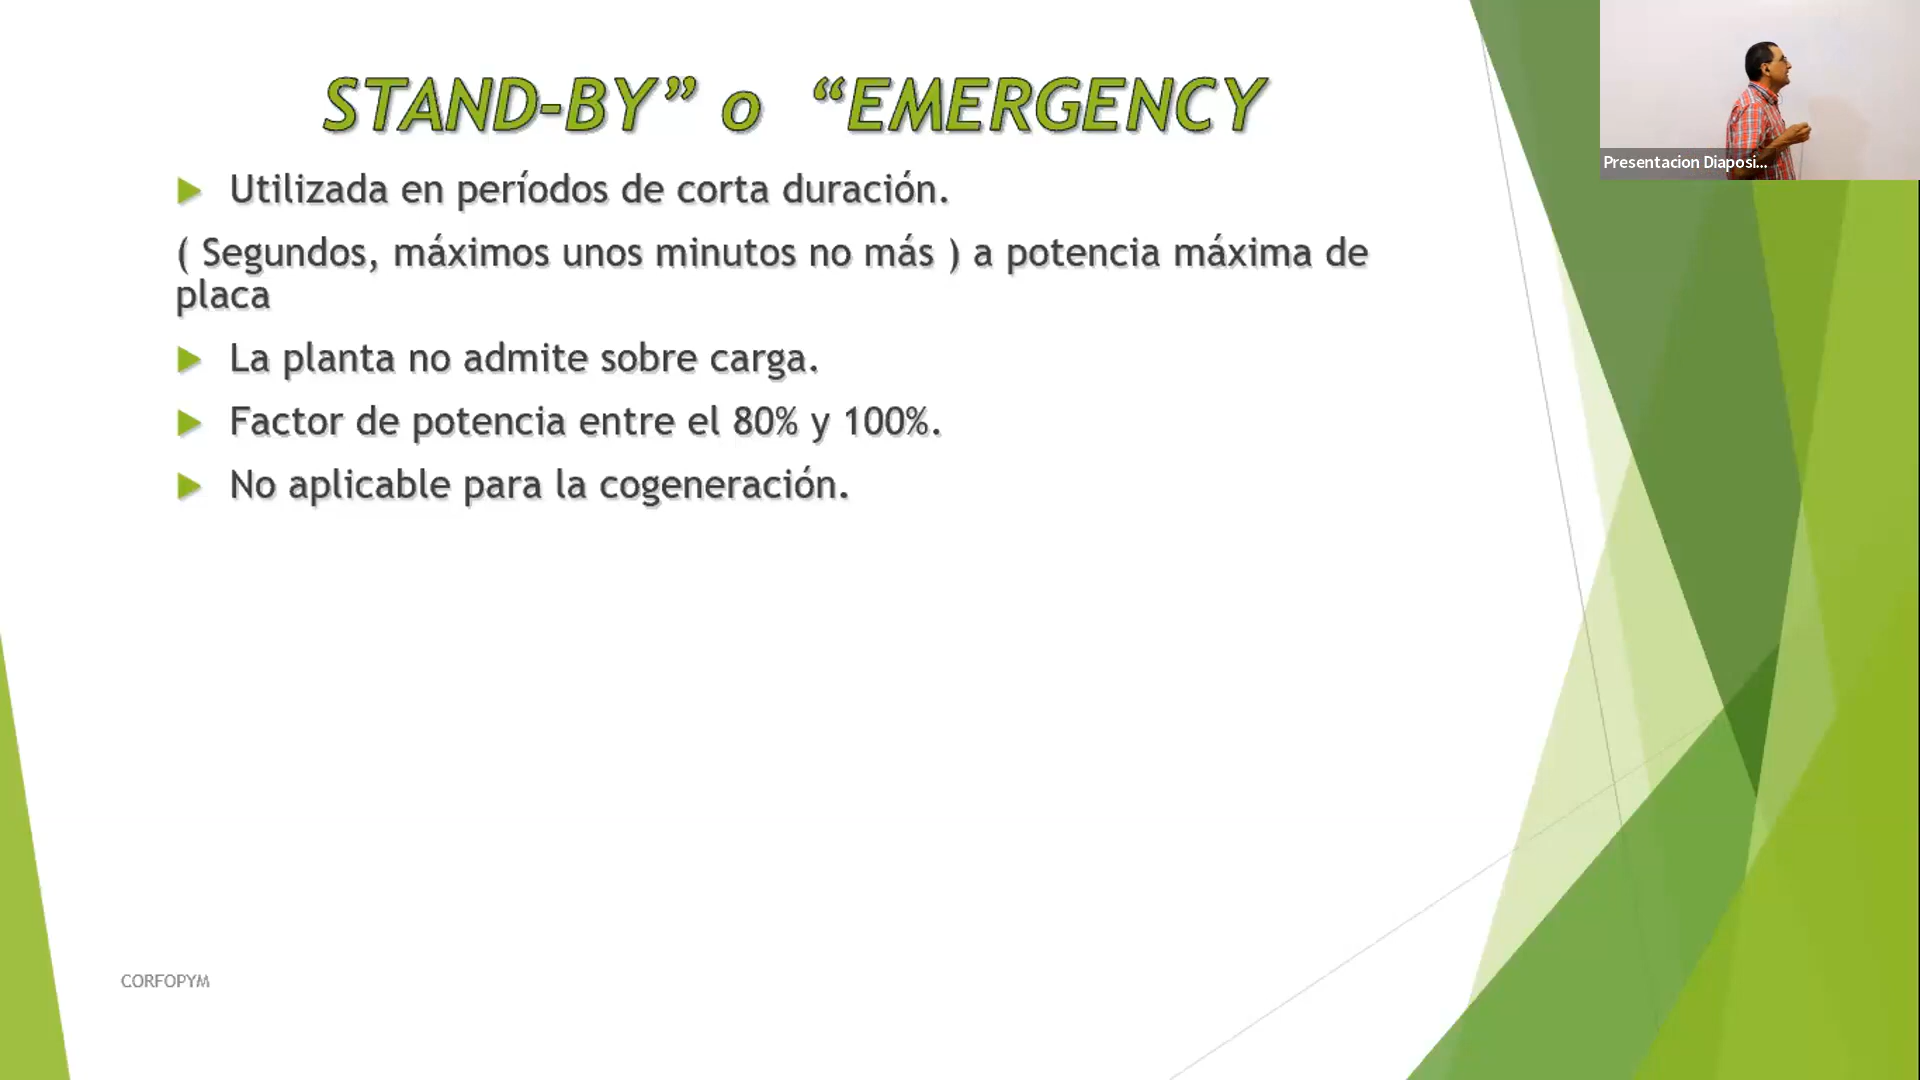 STAND-BY” o “EMERGENCY
Utilizada en períodos de corta duración.
( Segundos, máximos unos minutos no más ) a potencia máxima de
placa
La planta no admite sobre carga.
Factor de potencia entre el 80% y 100%.
No aplicable para la cogeneración.
CORFOPYM
Presentacion Diaposi...